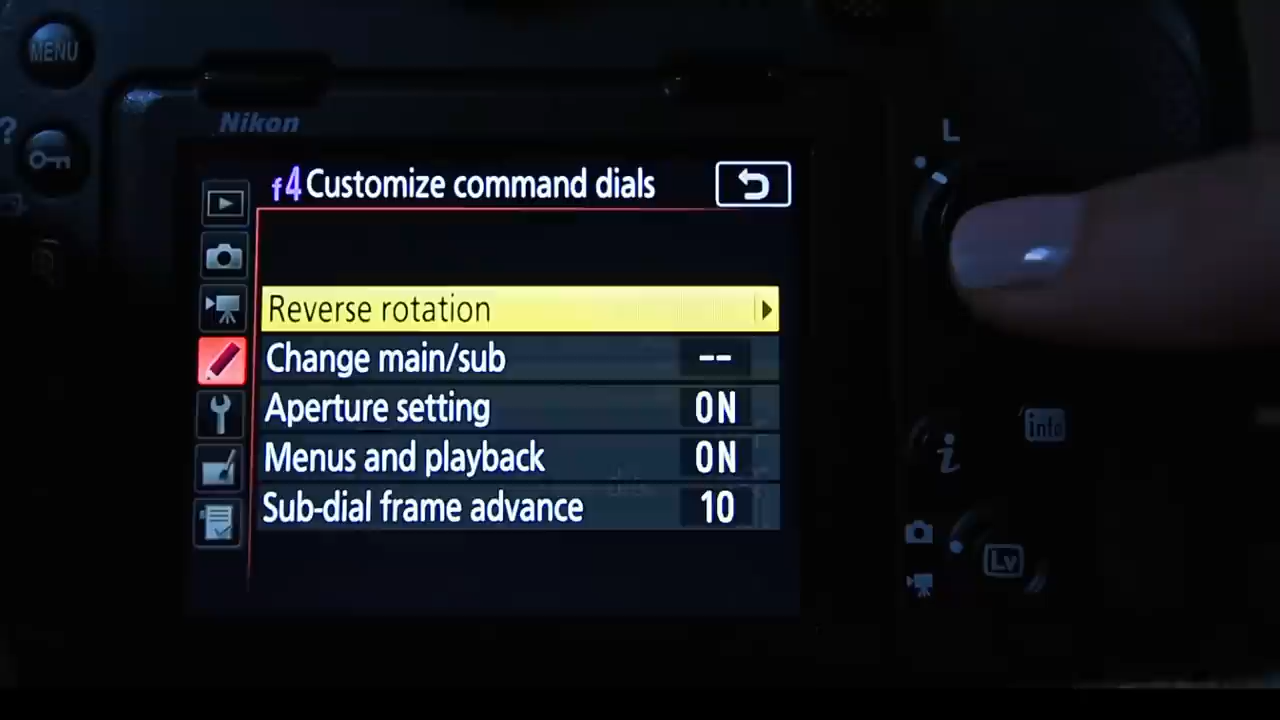 MENU
?
Nikon
L
f4 Customize command dials
Reverse rotation
Change main/sub --
Aperture setting ON
Menus and playback ON
Sub-dial frame advance 10
i
info
Lv